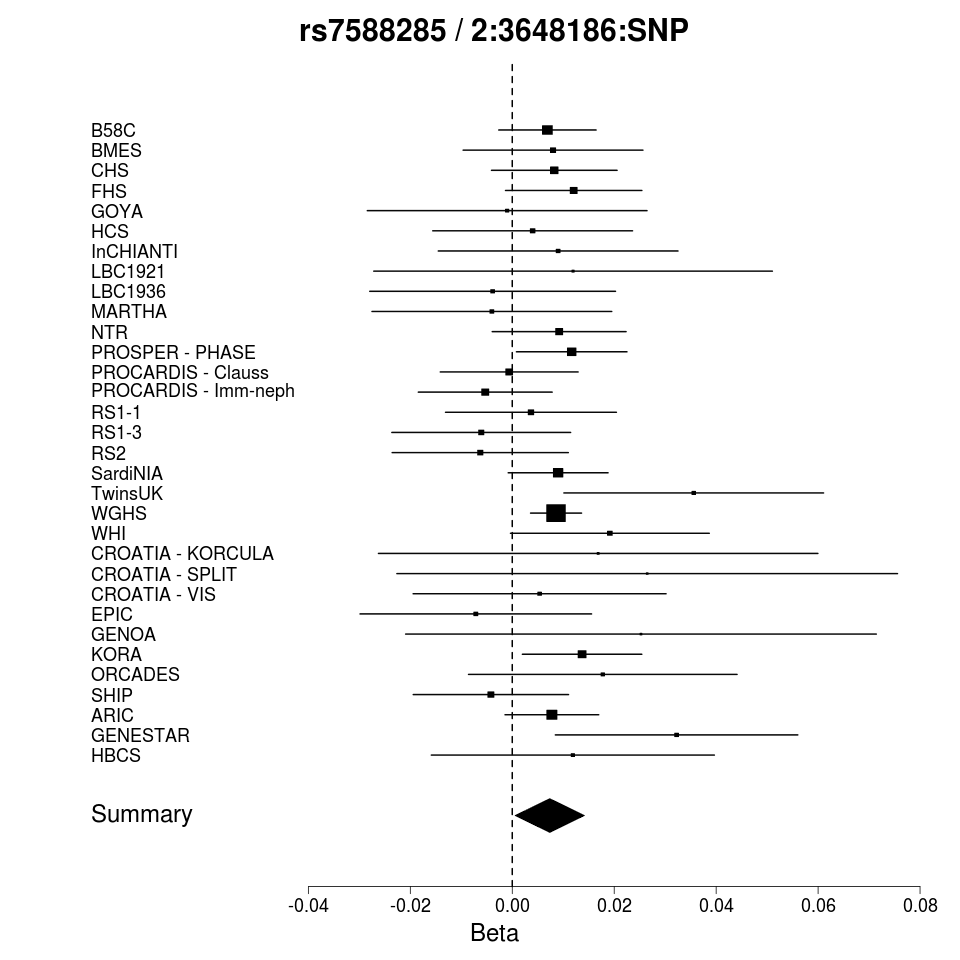 rs7588285 / 2:3648186:SNP
B58C
BMES
CHS
FHS
GOYA
HCS
InCHIANTI
LBC1921
LBC1936
MARTHA
NTR
PROSPER - PHASE
PROCARDIS - Clauss
PROCARDIS - Imm-neph
RS1-1
RS1-3
RS2
SardiNIA
TwinsUK
WGHS
WHI
CROATIA - KORCULA
CROATIA - SPLIT
CROATIA - VIS
EPIC
GENOA
KORA
ORCADES
SHIP
ARIC
GENESTAR
HBCS
Summary
-0.04 -0.02 0.00 0.02 0.04 0.06 0.08
Beta